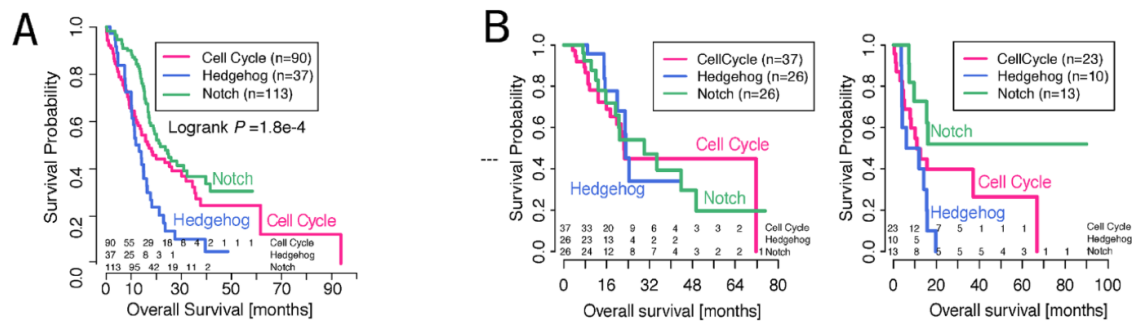 A
Survival Probability
1.0
0.8
0.6
0.4
0.2
0.0
Cell Cycle (n=90)
Hedgehog (n=37)
Notch (n=113)
Logrank P =1.8e-4
Notch
Hedgehog
Cell Cycle
90 55 29 18 8 4 2 1 1 1 Cell Cycle
37 25 8 3 1 Hedgehog
113 95 42 19 11 2 Notch
0 10 30 50 70 90
Overall Survival [months]
B
Survival Probability
1.0
0.8
0.6
0.4
0.2
0.0
CellCycle (n=37)
Hedgehog (n=26)
Notch (n=26)
Cell Cycle
Hedgehog
Notch
37 33 20 9 6 4 3 3 2 Cell Cycle
26 23 13 4 2 2 Hedgehog
26 24 12 8 7 4 3 2 2 1 Notch
0 16 32 48 64 80
Overall survival [months]
---
Survival Probability
1.0
0.8
0.6
0.4
0.2
0.0
CellCycle (n=23)
Hedgehog (n=10)
Notch (n=13)
Notch
Cell Cycle
Hedgehog
23 12 7 5 1 1 1 Cell Cycle
10 5 Hedgehog
13 8 5 5 5 4 3 1 1 Notch
0 20 40 60 80 100
Overall survival [months]